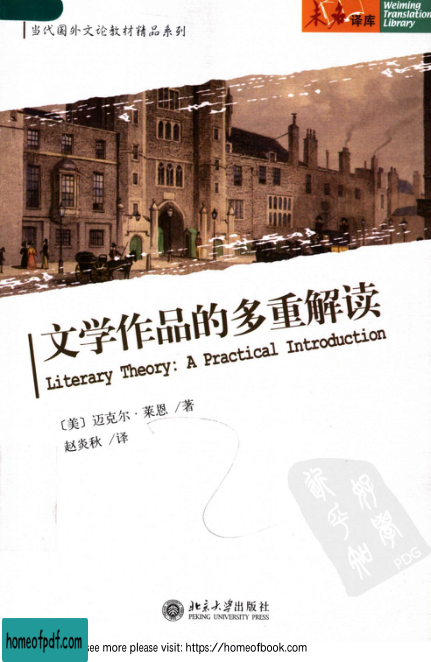 当代国外文论教材精品系列
未名译库
Weiming
Translation
Library
文学作品的多重解读
Literary Theory: A Practical Introduction
〔美〕迈克尔·莱恩 /著
赵炎秋 /译
PDG
北京大学出版社
PEKING UNIVERSITY PRESS
homeofpdf.com
see more please visit: https://homeofbook.com